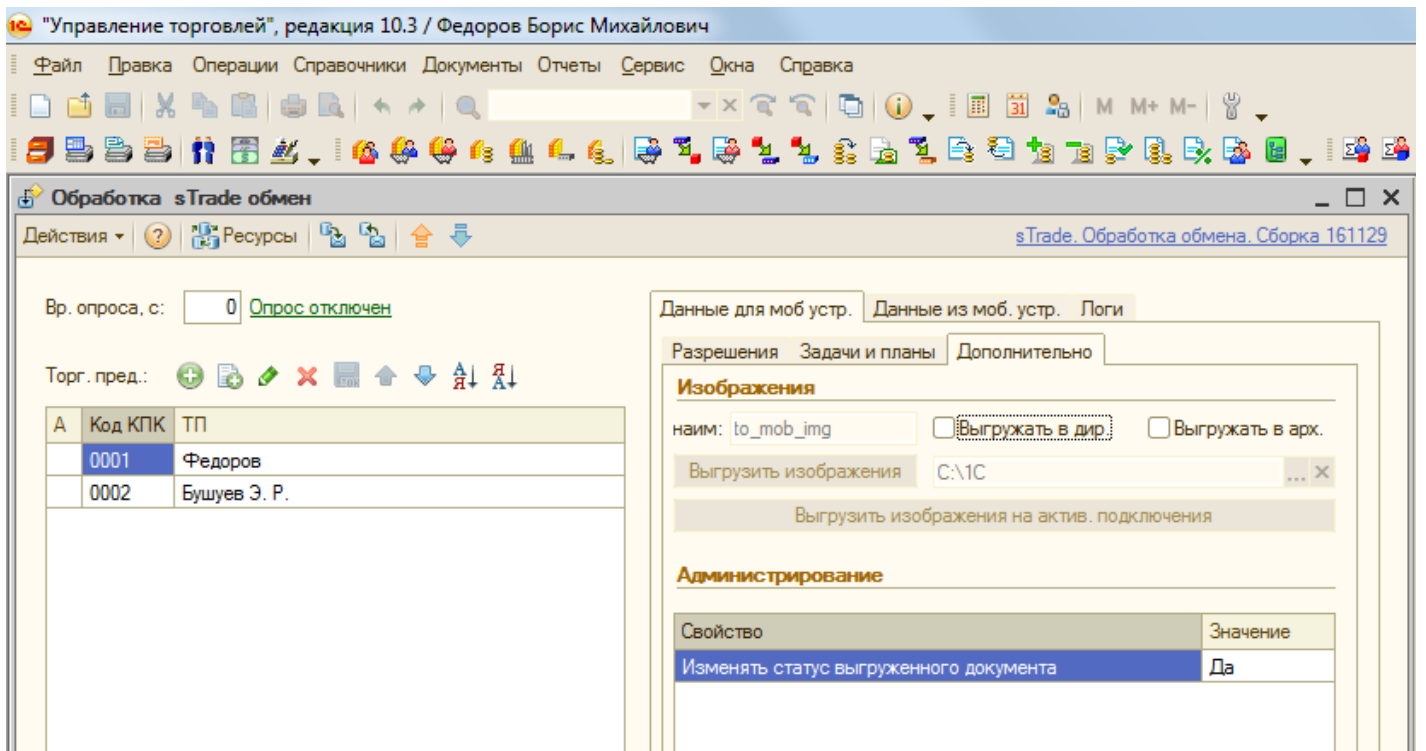 "Управление торговлей", редакция 10.3 / Федоров Борис Михайлович
Файл Правка Операции Справочники Документы Отчеты Сервис Окна Справка
31 M M+ M-
Обработка sTrade обмен
Действия Ресурсы sTrade. Обработка обмена. Сборка 161129
Вр. опроса, с: 0 Опрос отключен
Данные для моб устр. Данные из моб. устр. Логи
Разрешения Задачи и планы Дополнительно
Торг. пред.:
Изображения
А Код КПК ТП
наим: to_mob_img Выгружать в дир. Выгружать в арх.
0001 Федоров
Выгрузить изображения C:\1C ...
0002 Бушуев Э. Р.
Выгрузить изображения на актив. подключения
Администрирование
Свойство Значение
Изменять статус выгруженного документа Да